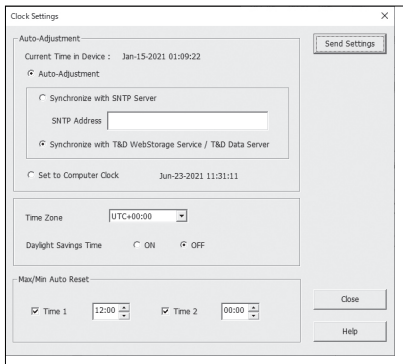 Clock Settings
Auto-Adjustment
Current Time in Device : Jan-15-2021 01:09:22
Auto-Adjustment
Synchronize with SNTP Server
SNTP Address
Synchronize with T&D WebStorage Service / T&D Data Server
Set to Computer Clock Jun-23-2021 11:31:11
Send Settings
Time Zone UTC+00:00
Daylight Savings Time ON OFF
Max/Min Auto Reset
Time 1 12:00 Time 2 00:00
Close
Help